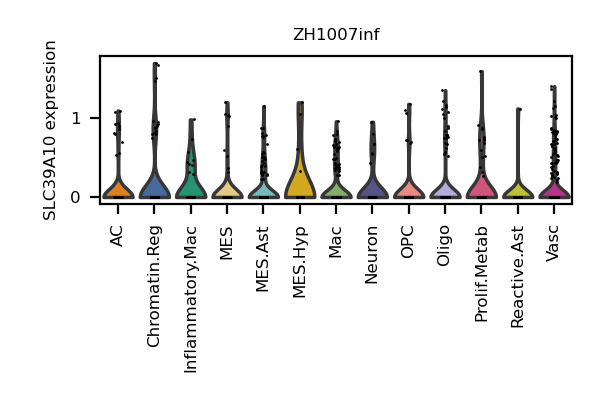 ZH1007inf
SLC39A10 expression
1
0
AC
Chromatin.Reg
Inflammatory.Mac
MES
MES.Ast
MES.Hyp
Mac
Neuron
OPC
Oligo
Prolif.Metab
Reactive.Ast
Vasc